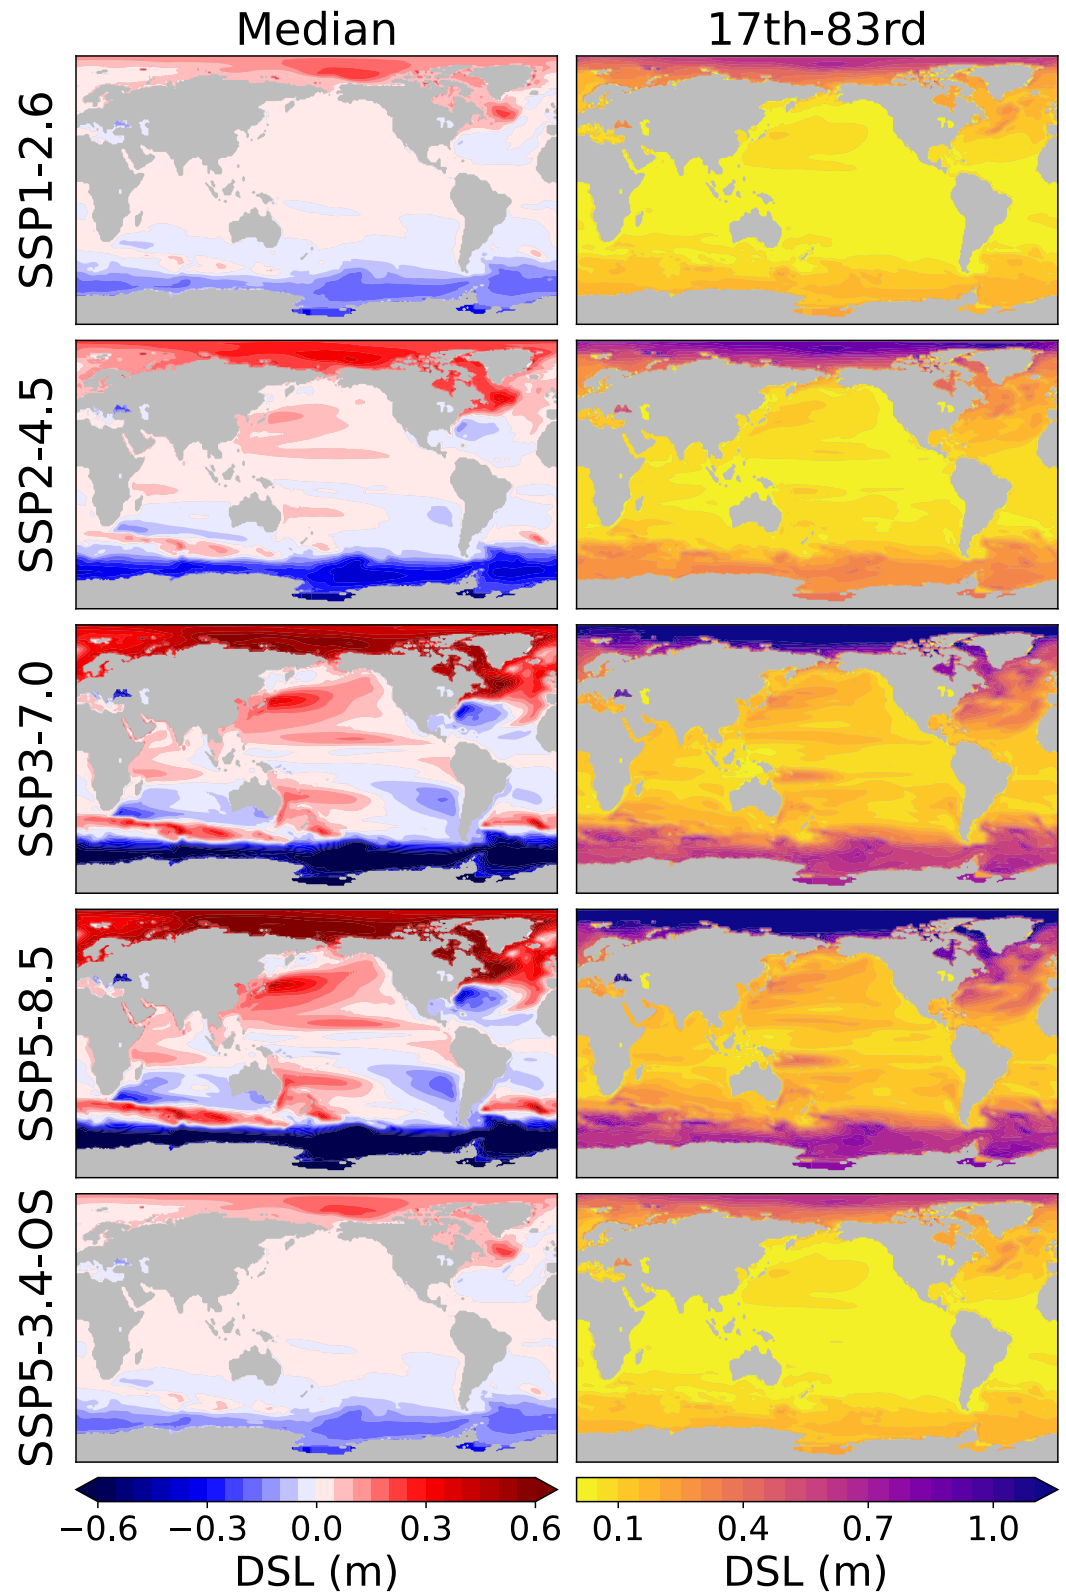 Median 17th-83rd
SSP1-2.6
SSP2-4.5
SSP3-7.0
SSP5-8.5
SSP5-3.4-OS
−0.6 −0.3 0.0 0.3 0.6
DSL (m)
0.1 0.4 0.7 1.0
DSL (m)